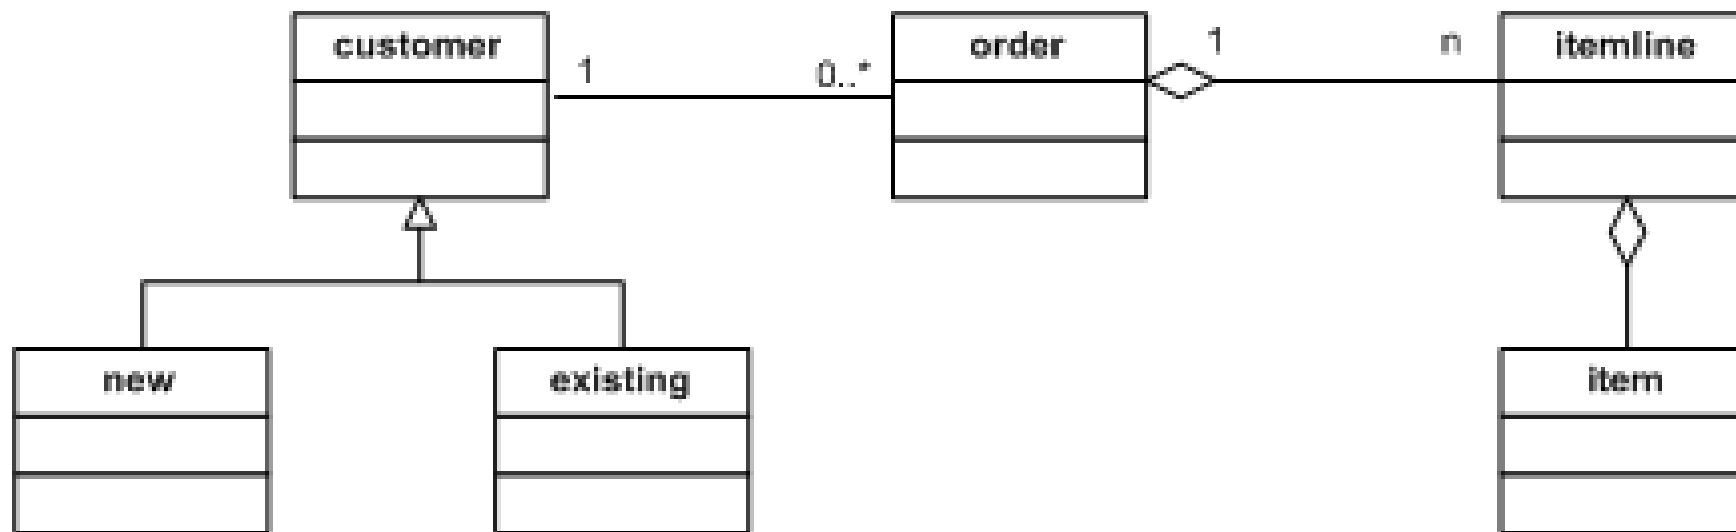 customer
1
0..*
order
1
n
itemline
new
existing
item